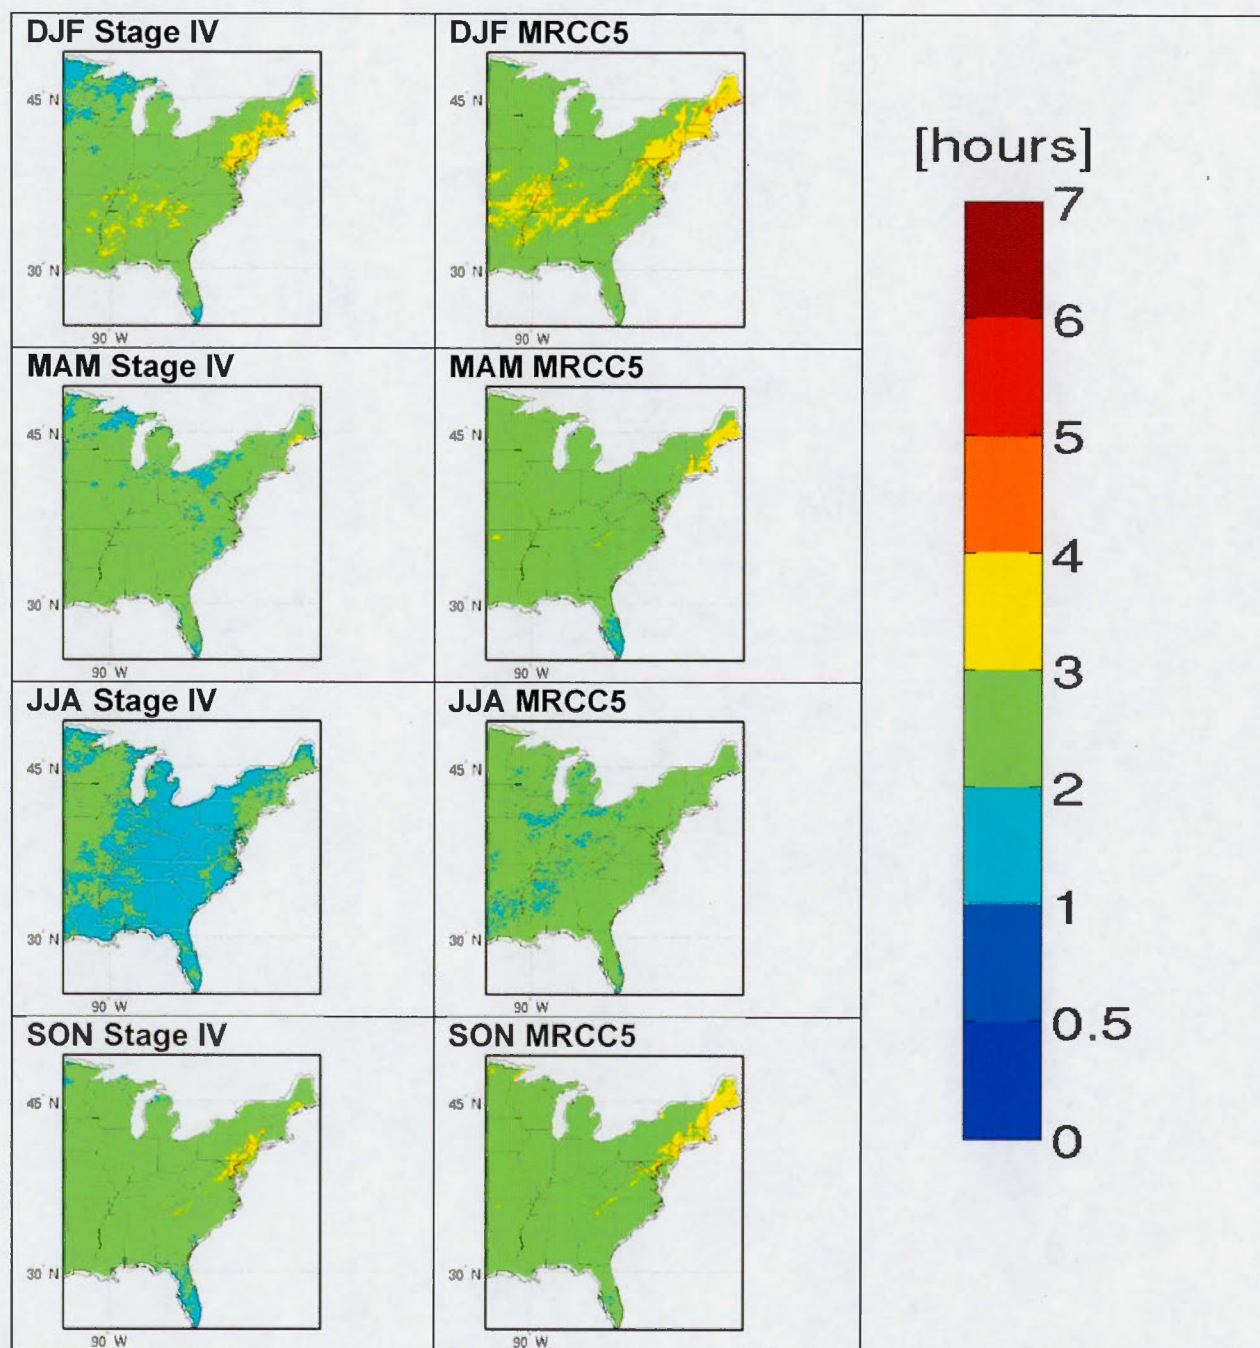 DJF Stage IV
45° N
30° N
90° W
DJF MRCC5
45° N
30° N
90° W
MAM Stage IV
45° N
30° N
90° W
MAM MRCC5
45° N
30° N
90° W
JJA Stage IV
45° N
30° N
90° W
JJA MRCC5
45° N
30° N
90° W
SON Stage IV
45° N
30° N
90° W
SON MRCC5
45° N
30° N
90° W
[hours]
7
6
5
4
3
2
1
0.5
0